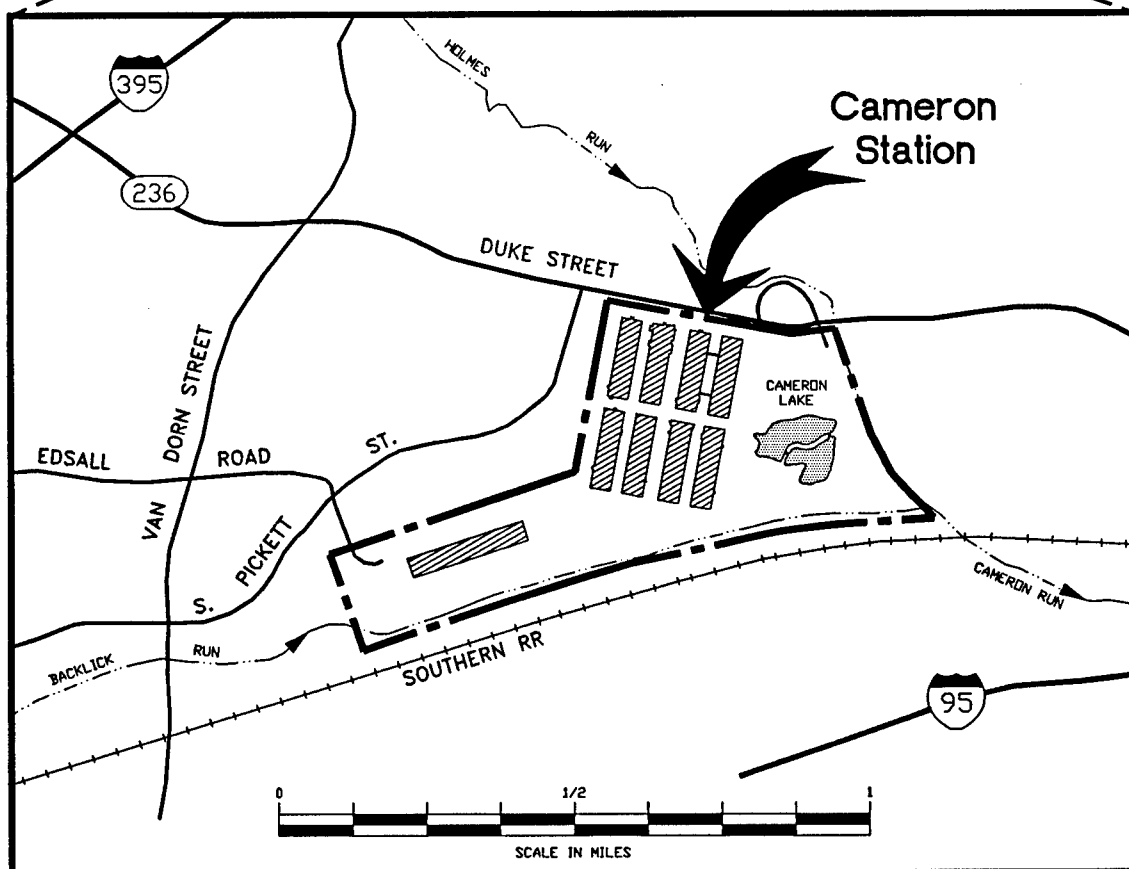 HOLMES
395
Cameron
Station
RUN
236
DUKE STREET
CAMERON
LAKE
VAN DORN STREET
EDSALL ROAD
S. PICKETT ST.
CAMERON RUN
BACKLICK RUN
SOUTHERN RR
95
0 1/2 1
SCALE IN MILES